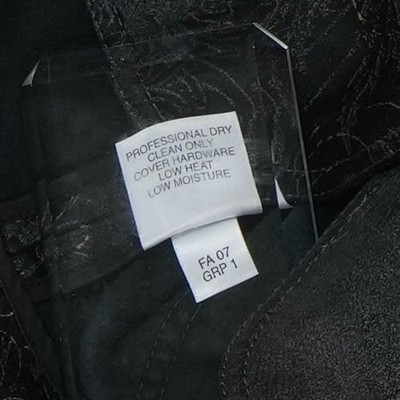 PROFESSIONAL DRY
CLEAN ONLY
COVER HARDWARE
LOW HEAT
LOW MOISTURE
FA 07
GRP 1